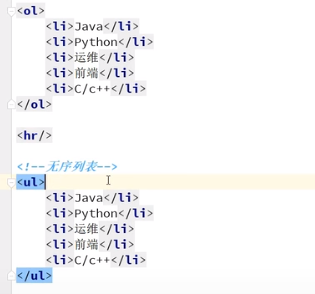 <ol>
<li>Java</li>
<li>Python</li>
<li>运维</li>
<li>前端</li>
<li>C/c++</li>
</ol>
<hr/>
<!--无序列表-->
<ul>
<li>Java</li>
<li>Python</li>
<li>运维</li>
<li>前端</li>
<li>C/c++</li>
</ul>